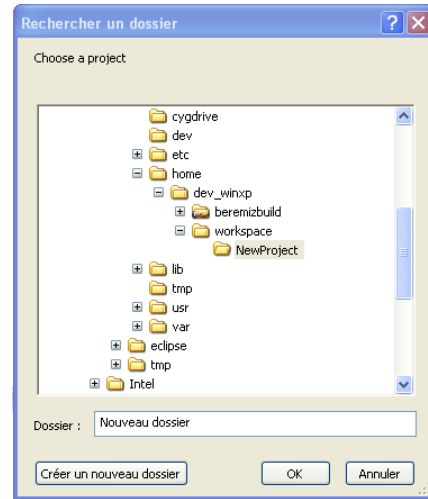 Rechercher un dossier
Choose a project
cygdrive
dev
etc
home
dev_winxp
beremizbuild
workspace
NewProject
lib
tmp
usr
var
eclipse
tmp
Intel
Dossier : Nouveau dossier
Créer un nouveau dossier OK Annuler